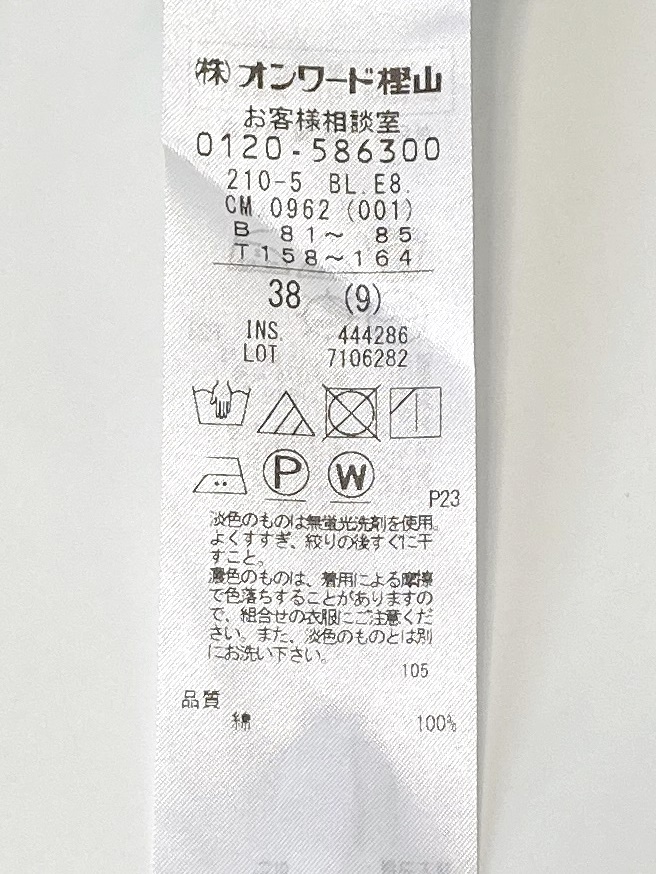 (株)オンワード樫山
お客様相談室
0120-586300
210-5 BL.E8.
CM.0962 (001)
B 81〜 85
T158〜164
38 (9)
INS. 444286
LOT 7106282
P W
P23
淡色のものは無蛍光洗剤を使用。
よくすすぎ、絞りの後すぐに干
すこと。
濃色のものは、着用による摩擦
で色落ちすることがありますの
で、組合せの衣服にご注意くだ
さい。また、淡色のものとは別
にお洗い下さい。
105
品質
綿 100%